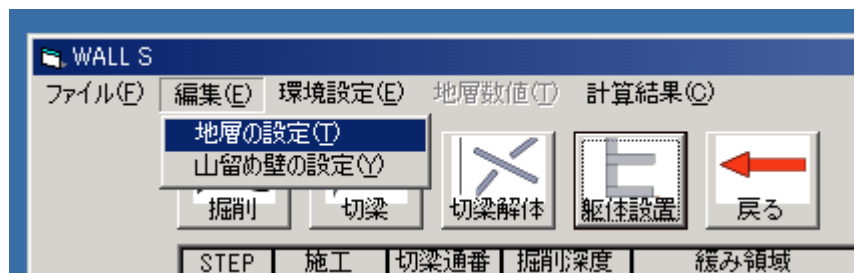 WALL S
ファイル(F) 編集(E) 環境設定(E) 地層数値(T) 計算結果(C)
地層の設定(T)
山留め壁の設定(Y)
掘削 切梁 切梁解体 躯体設置 戻る
STEP 施工 切梁通番 掘削深度 緩み領域